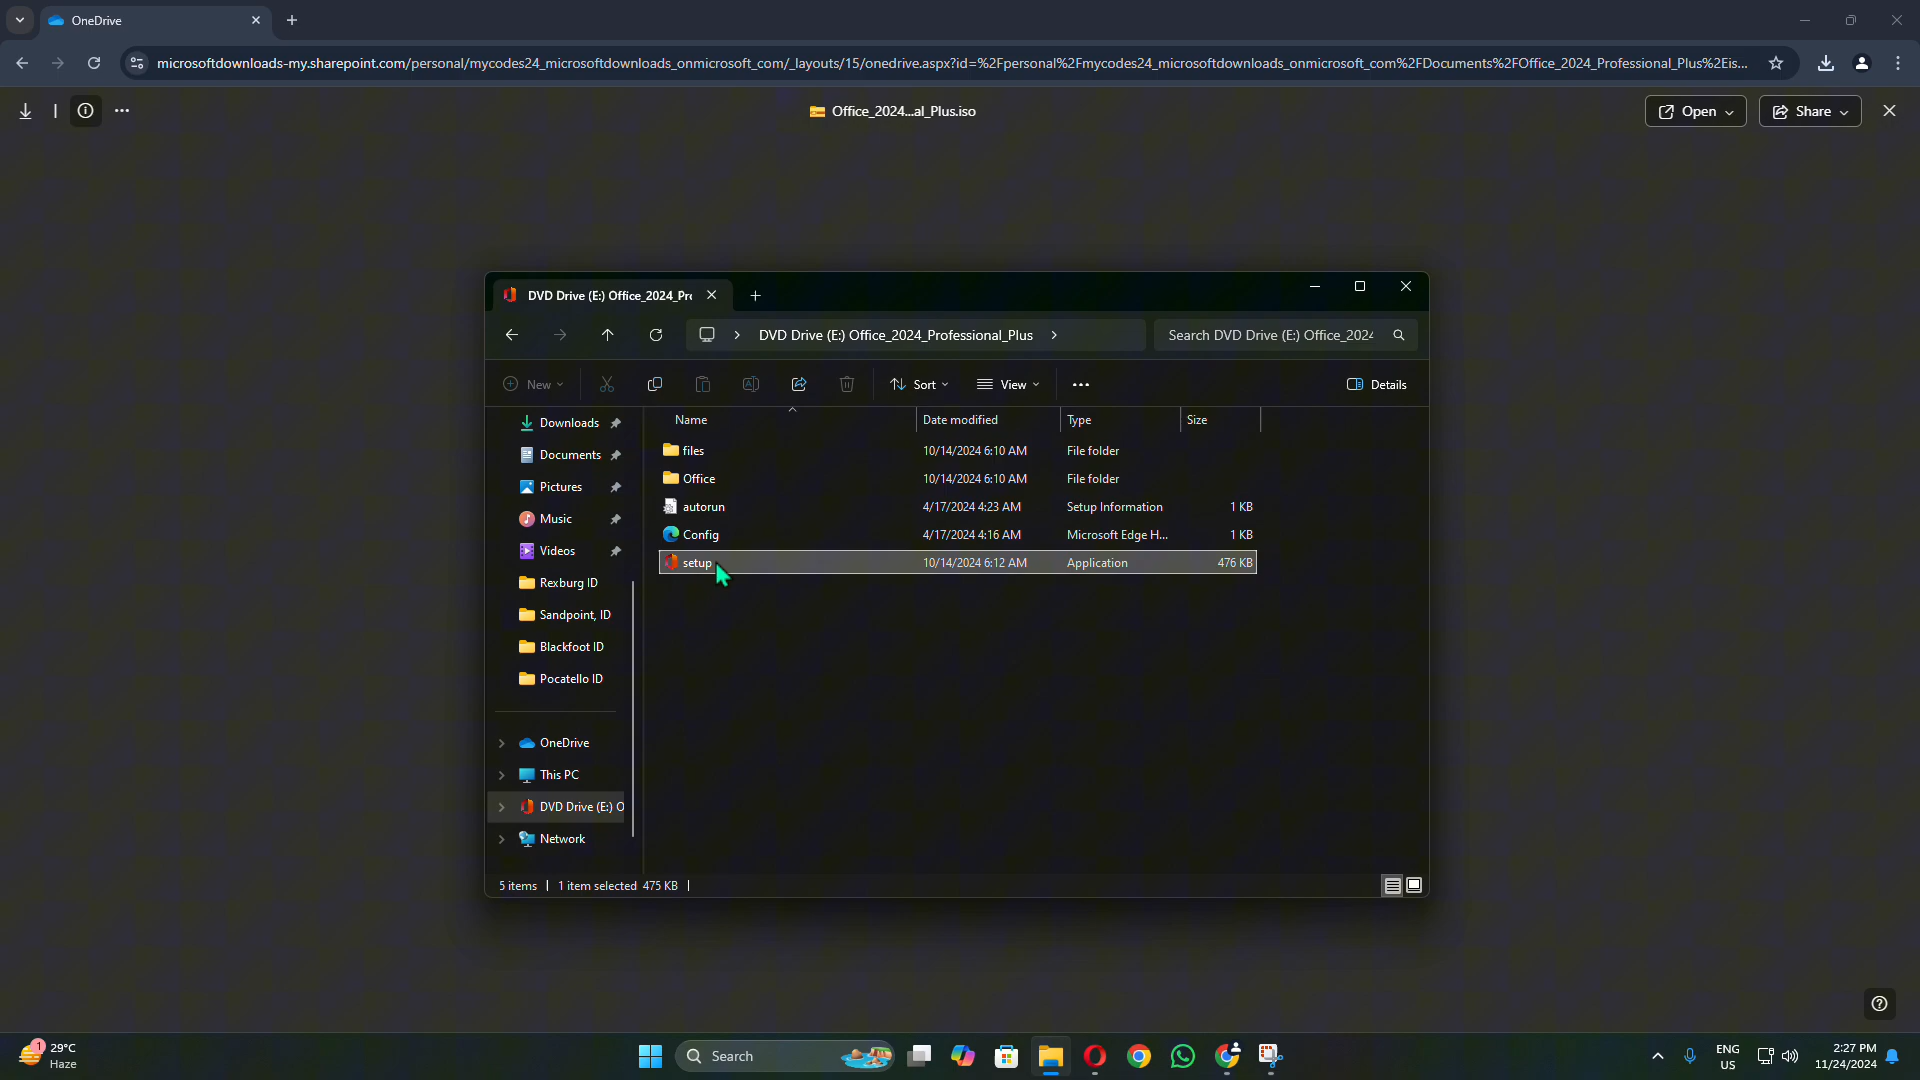 OneDrive
microsoftdownloads-my.sharepoint.com/personal/mycodes24_microsoftdownloads_onmicrosoft_com/_layouts/15/onedrive.aspx?id=%2Fpersonal%2Fmycodes24_microsoftdownloads_onmicrosoft_com%2FDocuments%2FOffice_2024_Professional_Plus%2Eis...
Office_2024...al_Plus.iso
Open
Share
DVD Drive (E:) Office_2024_Pro
DVD Drive (E:) Office_2024_Professional_Plus
Search DVD Drive (E:) Office_2024
New
Sort
View
Details
Downloads
Documents
Pictures
Music
Videos
Rexburg ID
Sandpoint, ID
Blackfoot ID
Pocatello ID
OneDrive
This PC
DVD Drive (E:) O
Network
Name Date modified Type Size
files 10/14/2024 6:10 AM File folder
Office 10/14/2024 6:10 AM File folder
autorun 4/17/2024 4:23 AM Setup Information 1 KB
Config 4/17/2024 4:16 AM Microsoft Edge H... 1 KB
setup 10/14/2024 6:12 AM Application 476 KB
5 items 1 item selected 475 KB
1
29°C
Haze
Search
ENG
US
2:27 PM
11/24/2024